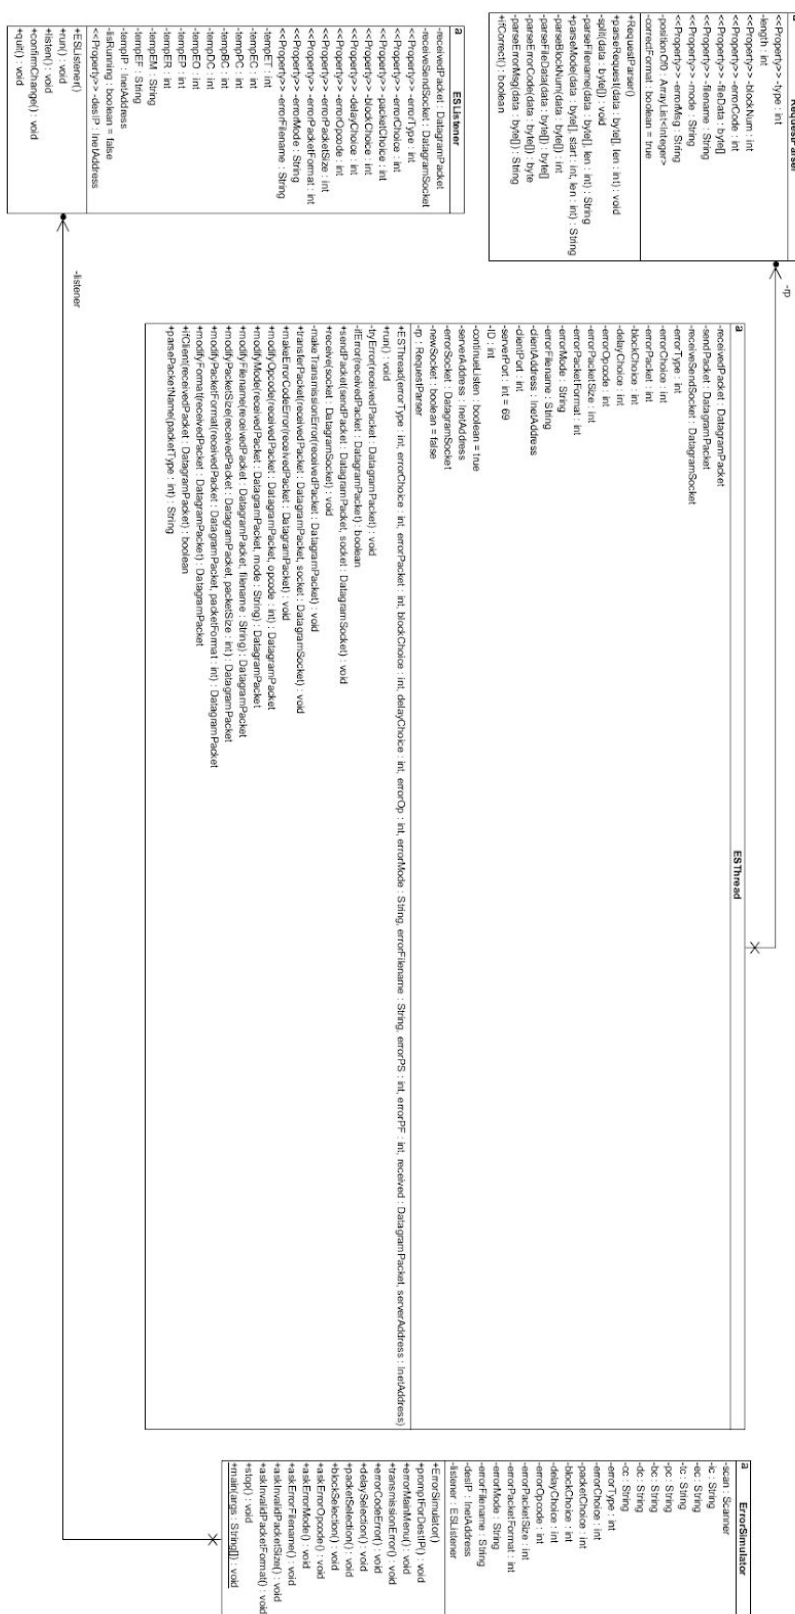 a
RequestParser
<<Property>> -type : int
-length : int
<<Property>> -blockNum : int
<<Property>> -errorCode : int
<<Property>> -fileData : byte[]
<<Property>> -filename : String
<<Property>> -mode : String
<<Property>> -errorMsg : String
-positionOf0 : ArrayList<Integer>
-correctFormat : boolean = true
+RequestParser()
+parseRequest(data : byte[], len : int) : void
-split(data : byte[]) : void
-parseFilename(data : byte[], len : int) : String
+parseMode(data : byte[], start : int, len : int) : String
-parseBlockNum(data : byte[]) : int
-parseFileData(data : byte[]) : byte[]
-parseErrorCode(data : byte[]) : byte
-parseErrorMsg(data : byte[]) : String
+ifCorrect() : boolean
-rp
a
ESListener
-receivedPacket : DatagramPacket
-receiveSendSocket : DatagramSocket
<<Property>> -errorType : int
<<Property>> -errorChoice : int
<<Property>> -packetChoice : int
<<Property>> -blockChoice : int
<<Property>> -delayChoice : int
<<Property>> -errorOpcode : int
<<Property>> -errorPacketSize : int
<<Property>> -errorPacketFormat : int
<<Property>> -errorMode : String
<<Property>> -errorFilename : String
-tempET : int
-tempEC : int
-tempPC : int
-tempBC : int
-tempDC : int
-tempEO : int
-tempEP : int
-tempER : int
-tempEM : String
-tempEF : String
-tempIP : InetAddress
-isRunning : boolean = false
<<Property>> -desIP : InetAddress
+ESListener()
+run() : void
+listen() : void
+confirmChange() : void
+quit() : void
-listener
a
ESThread
-receivedPacket : DatagramPacket
-sendPacket : DatagramPacket
-receiveSendSocket : DatagramSocket
-errorType : int
-errorChoice : int
-errorPacket : int
-blockChoice : int
-delayChoice : int
-errorOpcode : int
-errorPacketSize : int
-errorPacketFormat : int
-errorMode : String
-errorFilename : String
-clientAddress : InetAddress
-clientPort : int
-serverPort : int = 69
-ID : int
-continueListen : boolean = true
-serverAddress : InetAddress
-errorSocket : DatagramSocket
-newSocket : boolean = false
-rp : RequestParser
+ESThread(errorType : int, errorChoice : int, errorPacket : int, blockChoice : int, delayChoice : int, errorOp : int, errorMode : String, errorFilename : String, errorPS : int, errorPF : int, received : DatagramPacket, serverAddress : InetAddress)
+run() : void
-tryError(receivedPacket : DatagramPacket) : void
-ifError(receivedPacket : DatagramPacket) : boolean
+sendPacket(sendPacket : DatagramPacket, socket : DatagramSocket) : void
+receive(socket : DatagramSocket) : void
-makeTransmissionError(receivedPacket : DatagramPacket) : void
+transferPacket(receivedPacket : DatagramPacket, socket : DatagramSocket) : void
+makeErrorCodeError(receivedPacket : DatagramPacket) : void
+modifyOpcode(receivedPacket : DatagramPacket, opcode : int) : DatagramPacket
+modifyMode(receivedPacket : DatagramPacket, mode : String) : DatagramPacket
+modifyFilename(receivedPacket : DatagramPacket, filename : String) : DatagramPacket
+modifyPacketSize(receivedPacket : DatagramPacket, packetSize : int) : DatagramPacket
+modifyPacketFormat(receivedPacket : DatagramPacket, packetFormat : int) : DatagramPacket
+modifyFormat(receivedPacket : DatagramPacket) : DatagramPacket
+ifClient(receivedPacket : DatagramPacket) : boolean
+parsePacketName(packetType : int) : String
a
ErrorSimulator
-scan : Scanner
-ic : String
-ec : String
-tc : String
-pc : String
-bc : String
-dc : String
-oc : String
-errorType : int
-errorChoice : int
-packetChoice : int
-blockChoice : int
-delayChoice : int
-errorOpcode : int
-errorPacketSize : int
-errorPacketFormat : int
-errorMode : String
-errorFilename : String
-desIP : InetAddress
-listener : ESListener
+ErrorSimulator()
+promptForDestIP() : void
+errorMainMenu() : void
+transmissionError() : void
+errorCodeError() : void
+delaySelection() : void
+packetSelection() : void
+blockSelection() : void
+askErrorOpcode() : void
+askErrorMode() : void
+askErrorFilename() : void
+askInvalidPacketSize() : void
+askInvalidPacketFormat() : void
+stop() : void
+main(args : String[]) : void